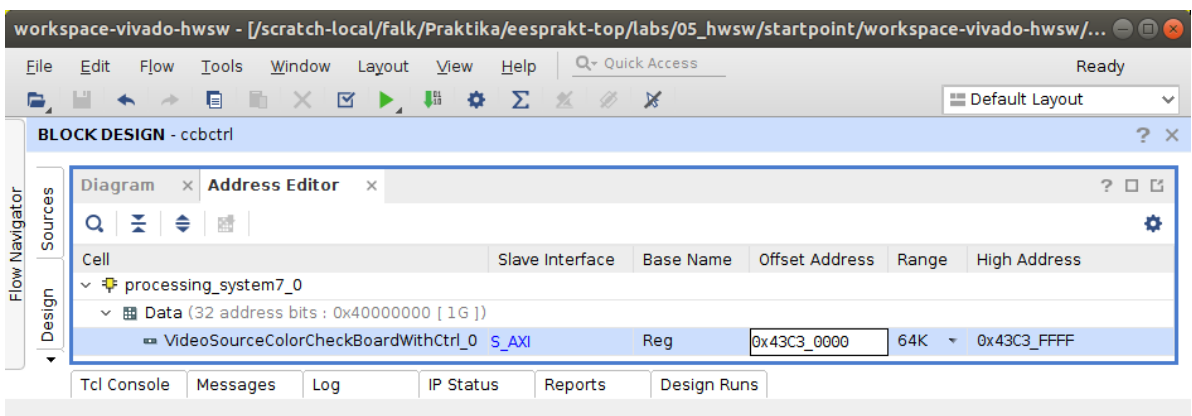 workspace-vivado-hwsw - [/scratch-local/falk/Praktika/eesprakt-top/labs/05_hwsw/startpoint/workspace-vivado-hwsw/...
File Edit Flow Tools Window Layout View Help Q- Quick Access Ready
Default Layout
BLOCK DESIGN - ccbctrl ? ×
Flow Navigator
Sources
Design
Diagram × Address Editor × ?
Cell Slave Interface Base Name Offset Address Range High Address
processing_system7_0
Data (32 address bits : 0x40000000 [ 1G ])
VideoSourceColorCheckBoardWithCtrl_0 S_AXI Reg 0x43C3_0000 64K 0x43C3_FFFF
Tcl Console Messages Log IP Status Reports Design Runs